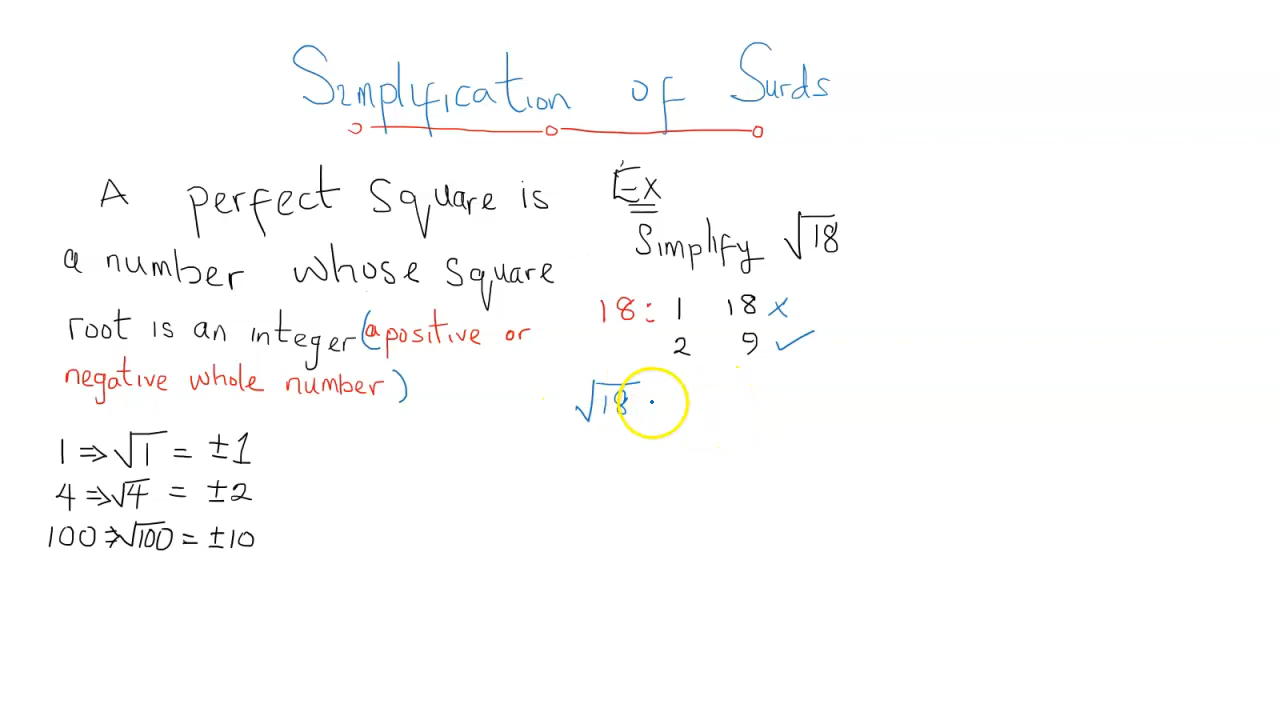 Simplification of Surds
A perfect square is
a number whose square
root is an integer (a positive or
negative whole number)
1 ⇒ √1 = ±1
4 ⇒ √4 = ±2
100 ⇒ √100 = ±10
Ex
Simplify √18
18: 1 18 ×
2 9 ✓
√18